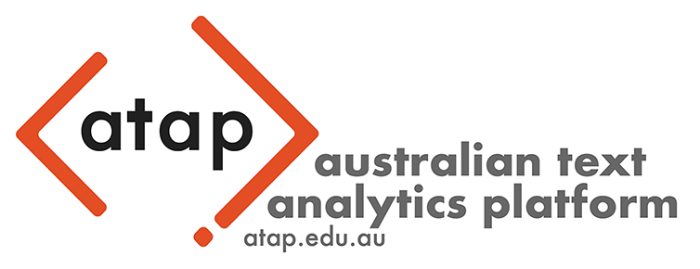 atap
australian text
analytics platform
atap.edu.au